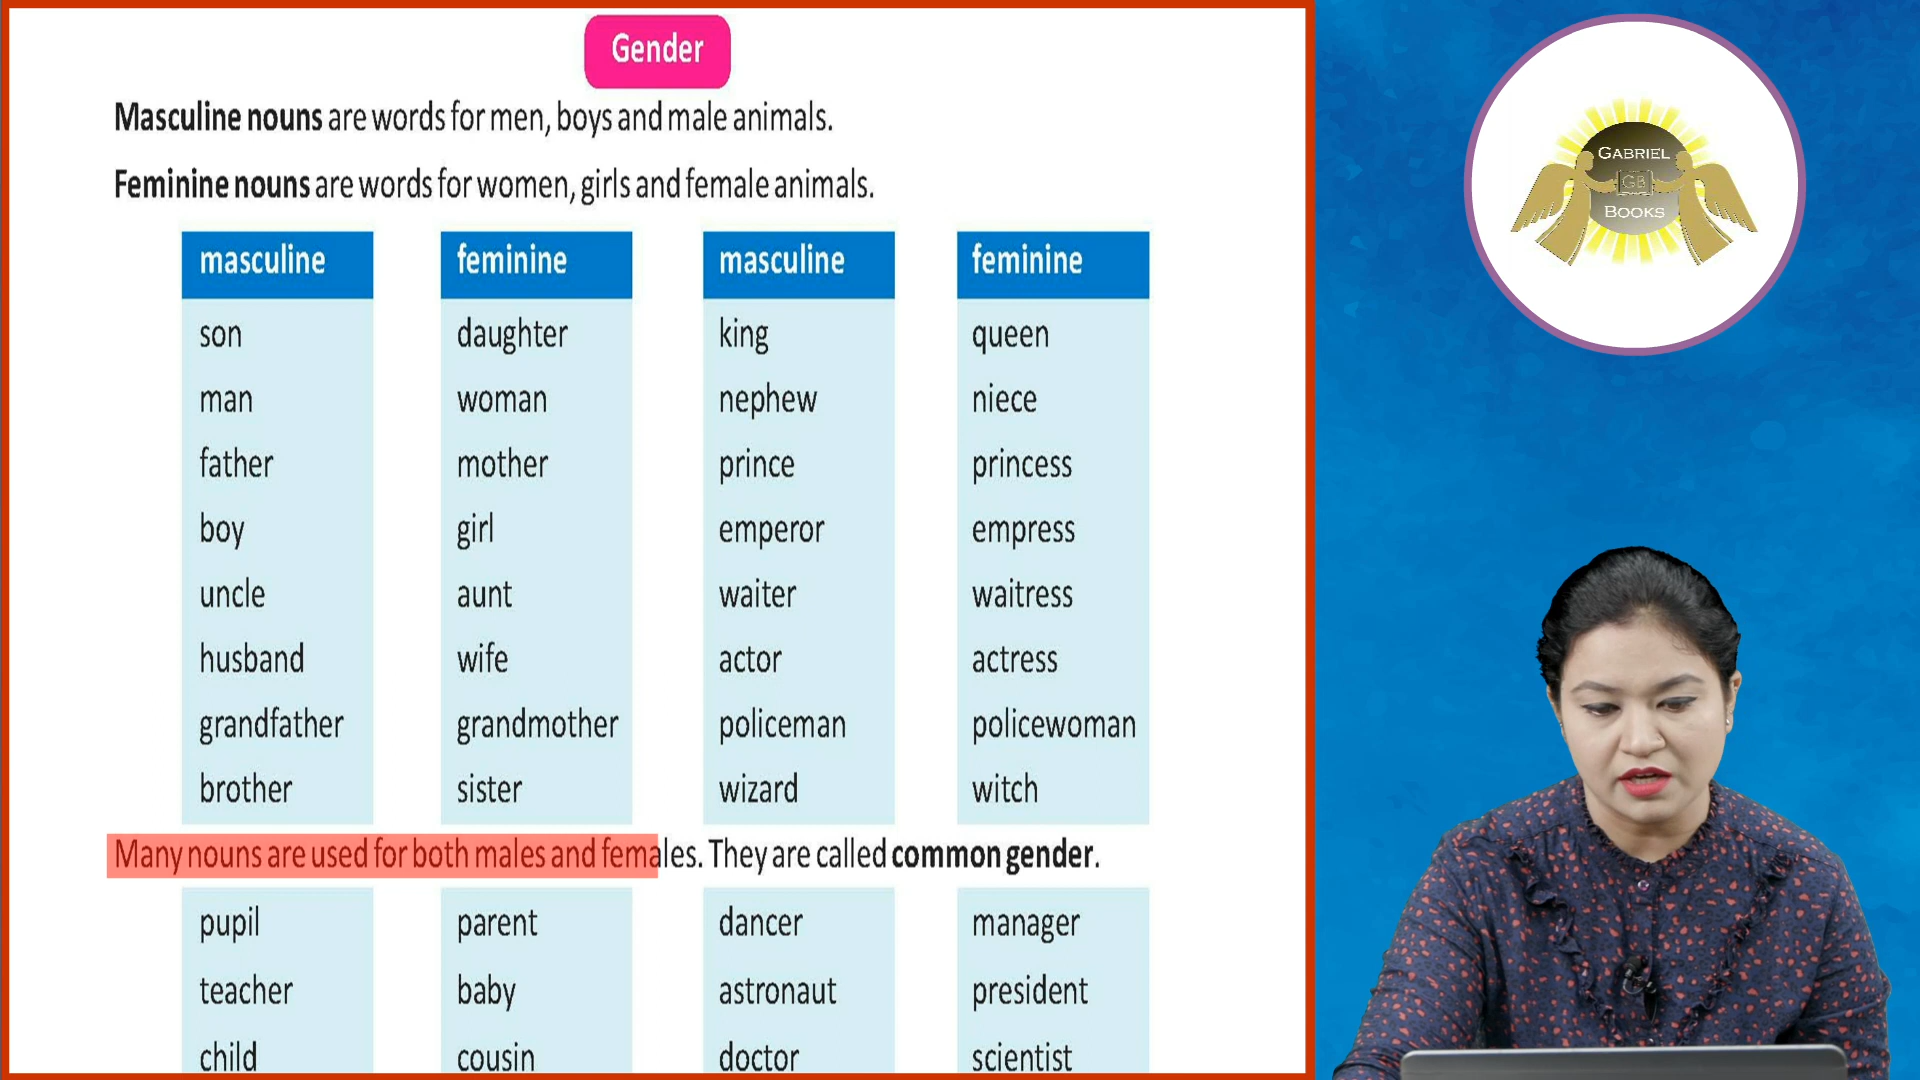 Gender
Masculine nouns are words for men, boys and male animals.
Feminine nouns are words for women, girls and female animals.
masculine feminine masculine feminine
son daughter king queen
man woman nephew niece
father mother prince princess
boy girl emperor empress
uncle aunt waiter waitress
husband wife actor actress
grandfather grandmother policeman policewoman
brother sister wizard witch
Many nouns are used for both males and females. They are called common gender.
pupil parent dancer manager
teacher baby astronaut president
child cousin doctor scientist
GABRIEL
GB
BOOKS